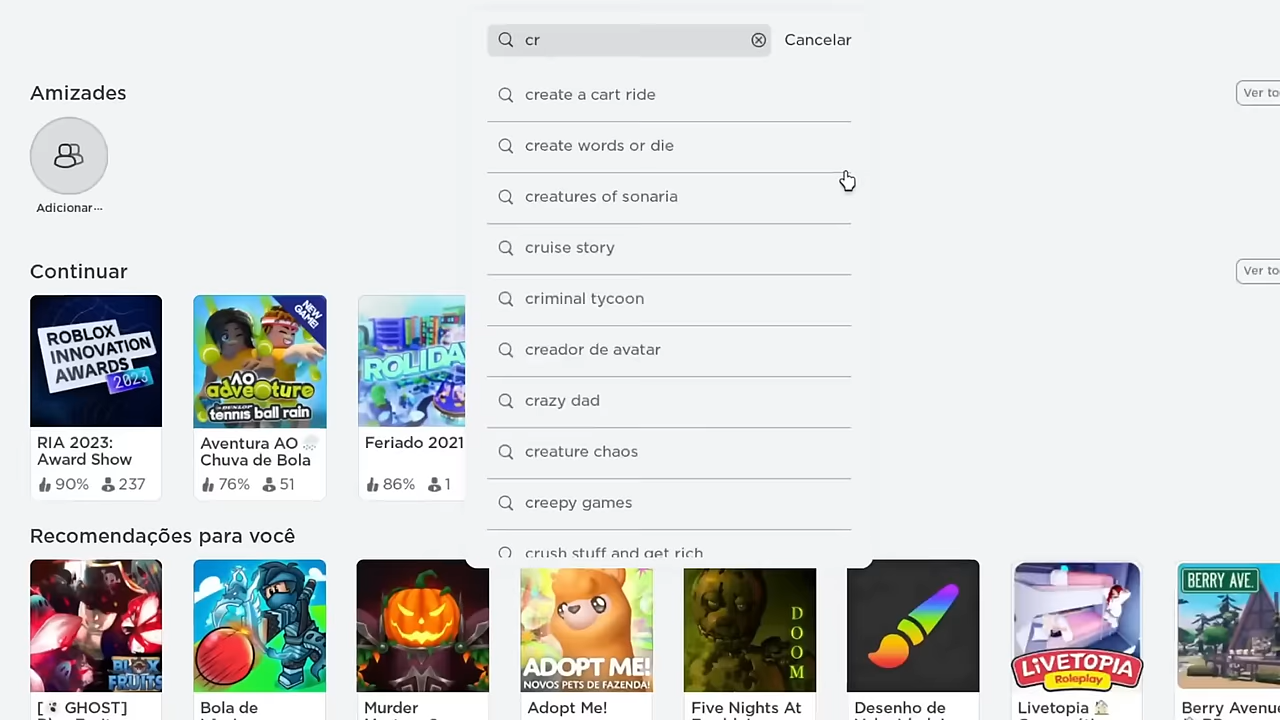 cr
Cancelar
create a cart ride
create words or die
creatures of sonaria
cruise story
criminal tycoon
creador de avatar
crazy dad
creature chaos
creepy games
crush stuff and get rich
Amizades
Ver to
Adicionar...
Continuar
Ver to
ROBLOX
INNOVATION
AWARDS
2023
RIA 2023:
Award Show
90% 237
NEW
GAME!
AO
adventure
DUNLOP
tennis ball rain
Aventura AO
Chuva de Bola
76% 51
ROLIDA
Feriado 2021
86% 1
Recomendações para você
BLOX
FRUITS
[GHOST]
Bola de
Murder
ADOPT ME!
NOVOS PETS DE FAZENDA!
Adopt Me!
DOOM
Five Nights At
Desenho de
LIVETOPIA
Roleplay
Livetopia
BERRY AVE.
Berry Avenue